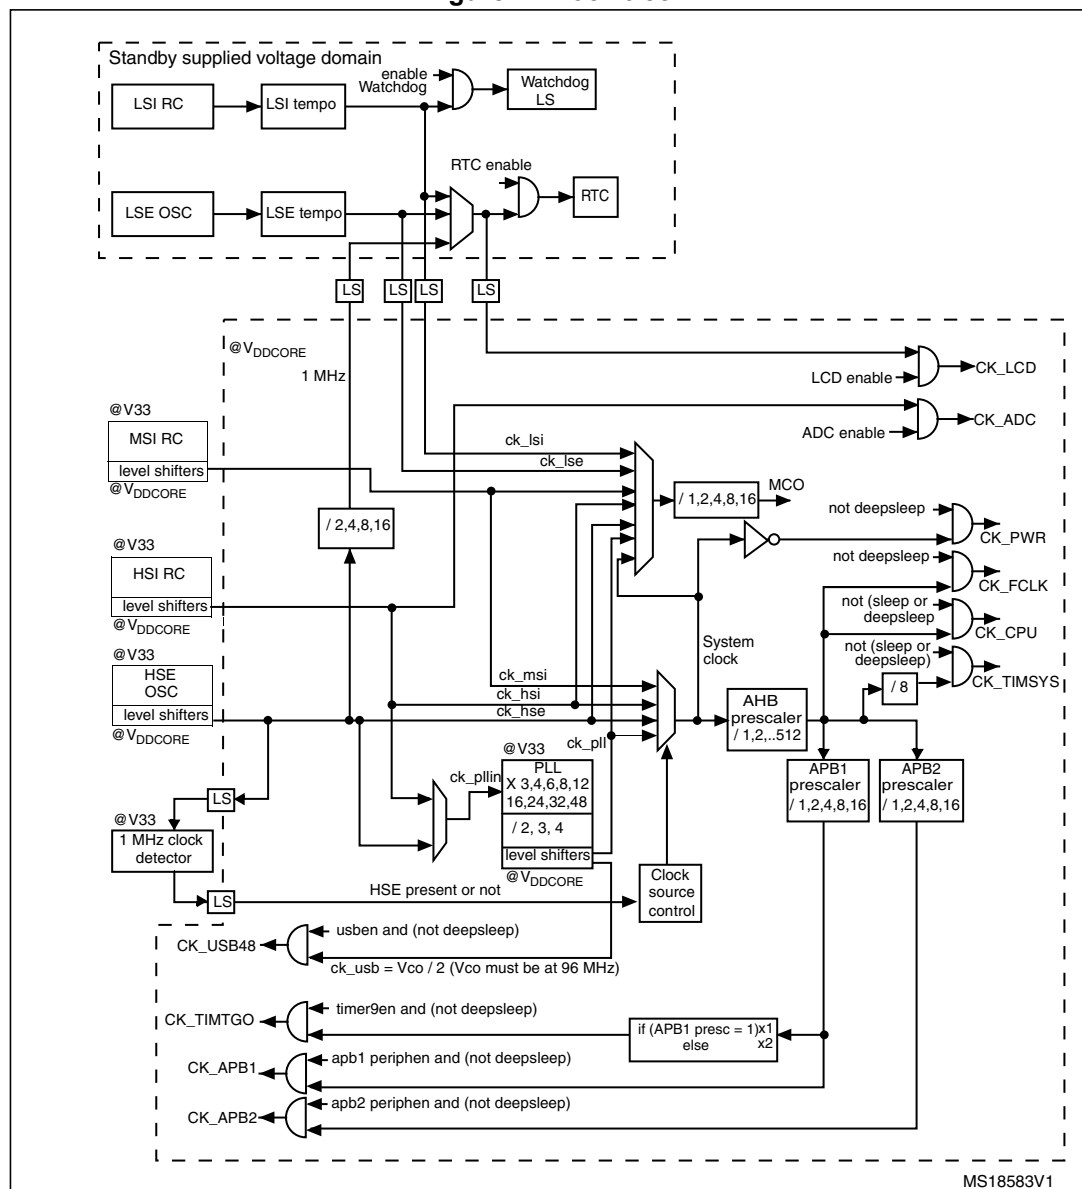 Standby supplied voltage domain
enable
Watchdog
Watchdog
LS
LSI RC
LSI tempo
RTC enable
RTC
LSE OSC
LSE tempo
LS
LS
LS
LS
@VDDCORE
1 MHz
CK_LCD
LCD enable
@V33
MSI RC
level shifters
@VDDCORE
CK_ADC
ADC enable
ck_lsi
ck_lse
/ 2,4,8,16
/ 1,2,4,8,16
MCO
not deepsleep
CK_PWR
@V33
HSI RC
level shifters
@VDDCORE
not deepsleep
CK_FCLK
not (sleep or
deepsleep
CK_CPU
not (sleep or
deepsleep)
CK_TIMSYS
/ 8
System
clock
@V33
HSE
OSC
level shifters
@VDDCORE
ck_msi
ck_hsi
ck_hse
ck_pll
AHB
prescaler
/ 1,2,..512
@V33
PLL
X 3,4,6,8,12
16,24,32,48
/ 2, 3, 4
level shifters
@VDDCORE
ck_pllin
APB1
prescaler
/ 1,2,4,8,16
APB2
prescaler
/ 1,2,4,8,16
LS
@V33
1 MHz clock
detector
LS
HSE present or not
Clock
source
control
CK_USB48
usben and (not deepsleep)
ck_usb = Vco / 2 (Vco must be at 96 MHz)
CK_TIMTGO
timer9en and (not deepsleep)
if (APB1 presc = 1)x1
else x2
CK_APB1
apb1 periphen and (not deepsleep)
CK_APB2
apb2 periphen and (not deepsleep)
MS18583V1